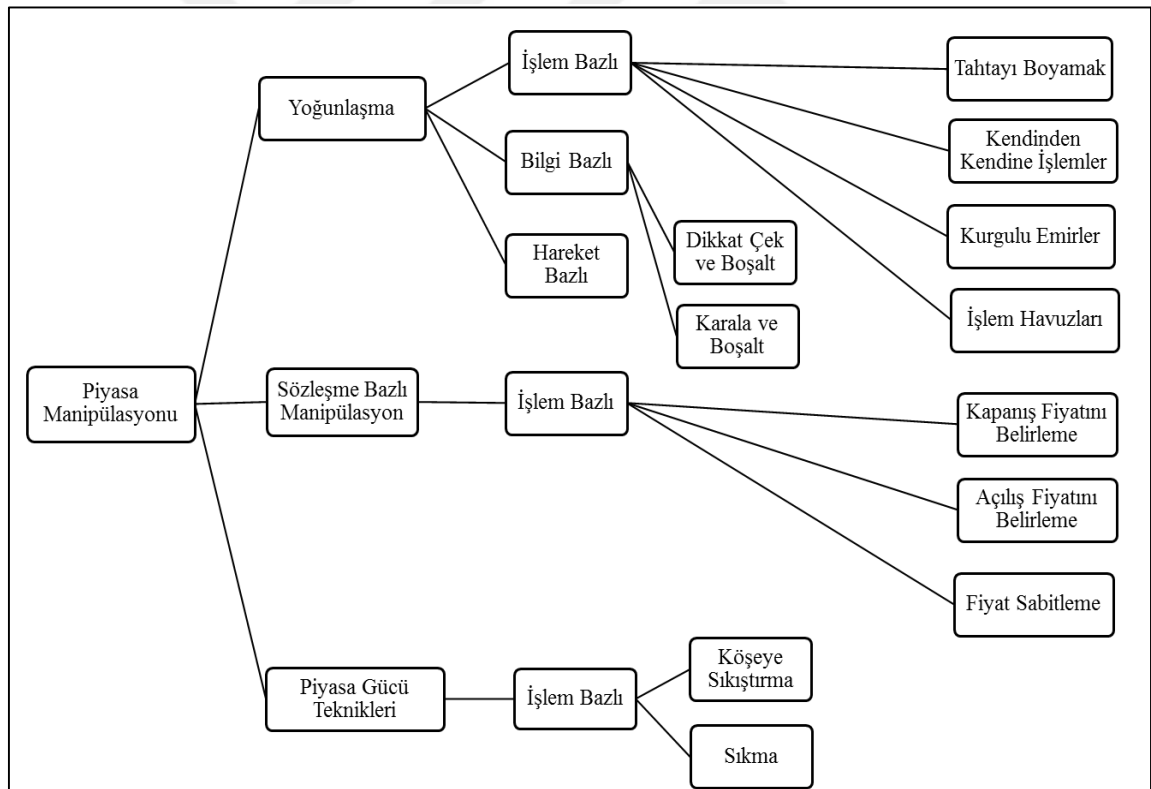 Piyasa
Manipülasyonu
Yoğunlaşma
İşlem Bazlı
Tahtayı Boyamak
Kendinden
Kendine İşlemler
Kurgulu Emirler
İşlem Havuzları
Bilgi Bazlı
Dikkat Çek
ve Boşalt
Karala ve
Boşalt
Hareket
Bazlı
Sözleşme Bazlı
Manipülasyon
İşlem Bazlı
Kapanış Fiyatını
Belirleme
Açılış Fiyatını
Belirleme
Fiyat Sabitleme
Piyasa Gücü
Teknikleri
İşlem Bazlı
Köşeye
Sıkıştırma
Sıkma